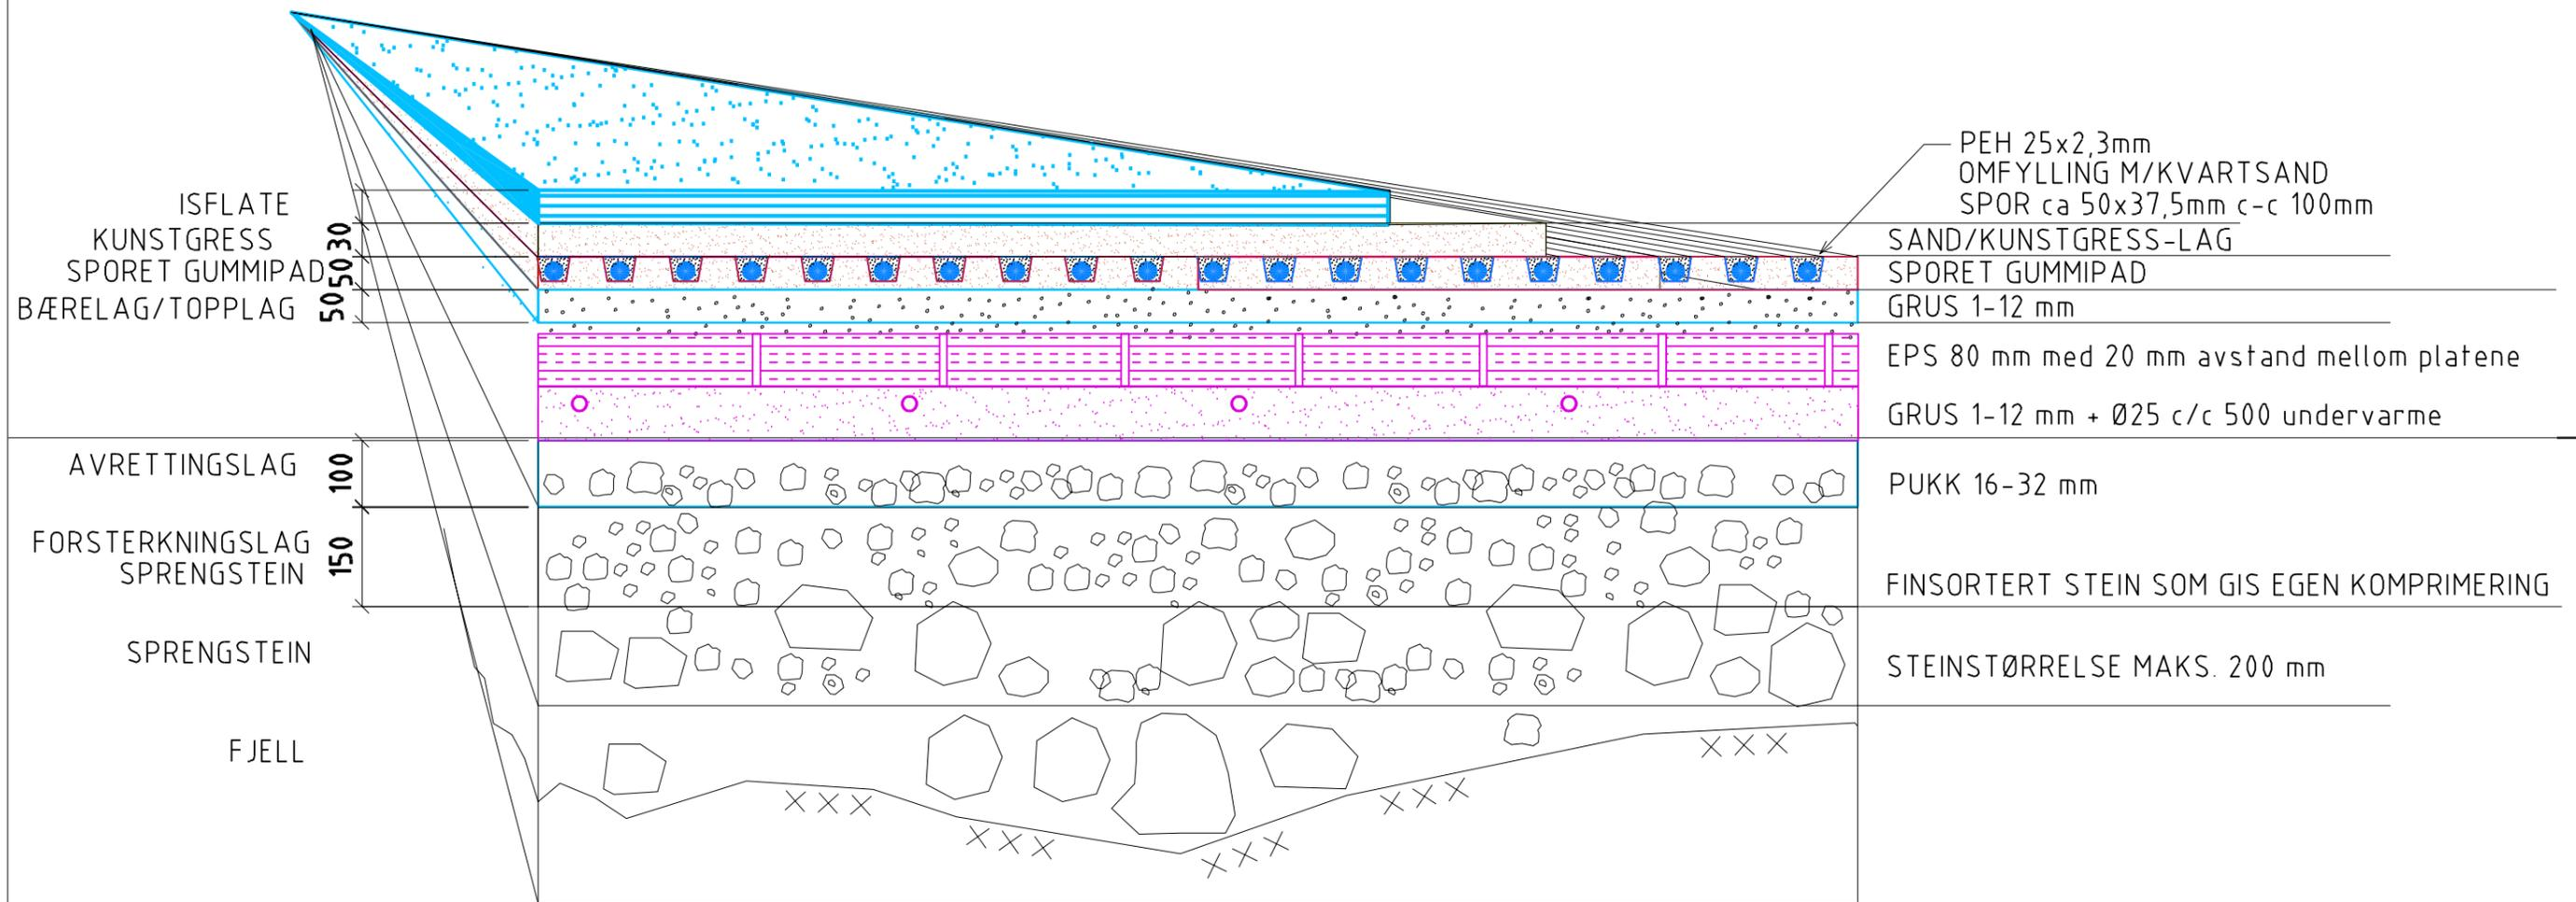 PEH 25x2,3mm
OMFYLLING M/KVARTSAND
SPOR ca 50x37,5mm c-c 100mm
ISFLATE
KUNSTGRESS
30
SAND/KUNSTGRESS-LAG
SPORET GUMMIPAD
50
SPORET GUMMIPAD
BÆRELAG/TOPPLAG
50
GRUS 1-12 mm
EPS 80 mm med 20 mm avstand mellom platene
GRUS 1-12 mm + Ø25 c/c 500 undervarme
AVRETTINGSLAG
100
PUKK 16-32 mm
FORSTERKNINGSLAG
SPRENGSTEIN
150
FINSORTERT STEIN SOM GIS EGEN KOMPRIMERING
SPRENGSTEIN
STEINSTØRRELSE MAKS. 200 mm
FJELL